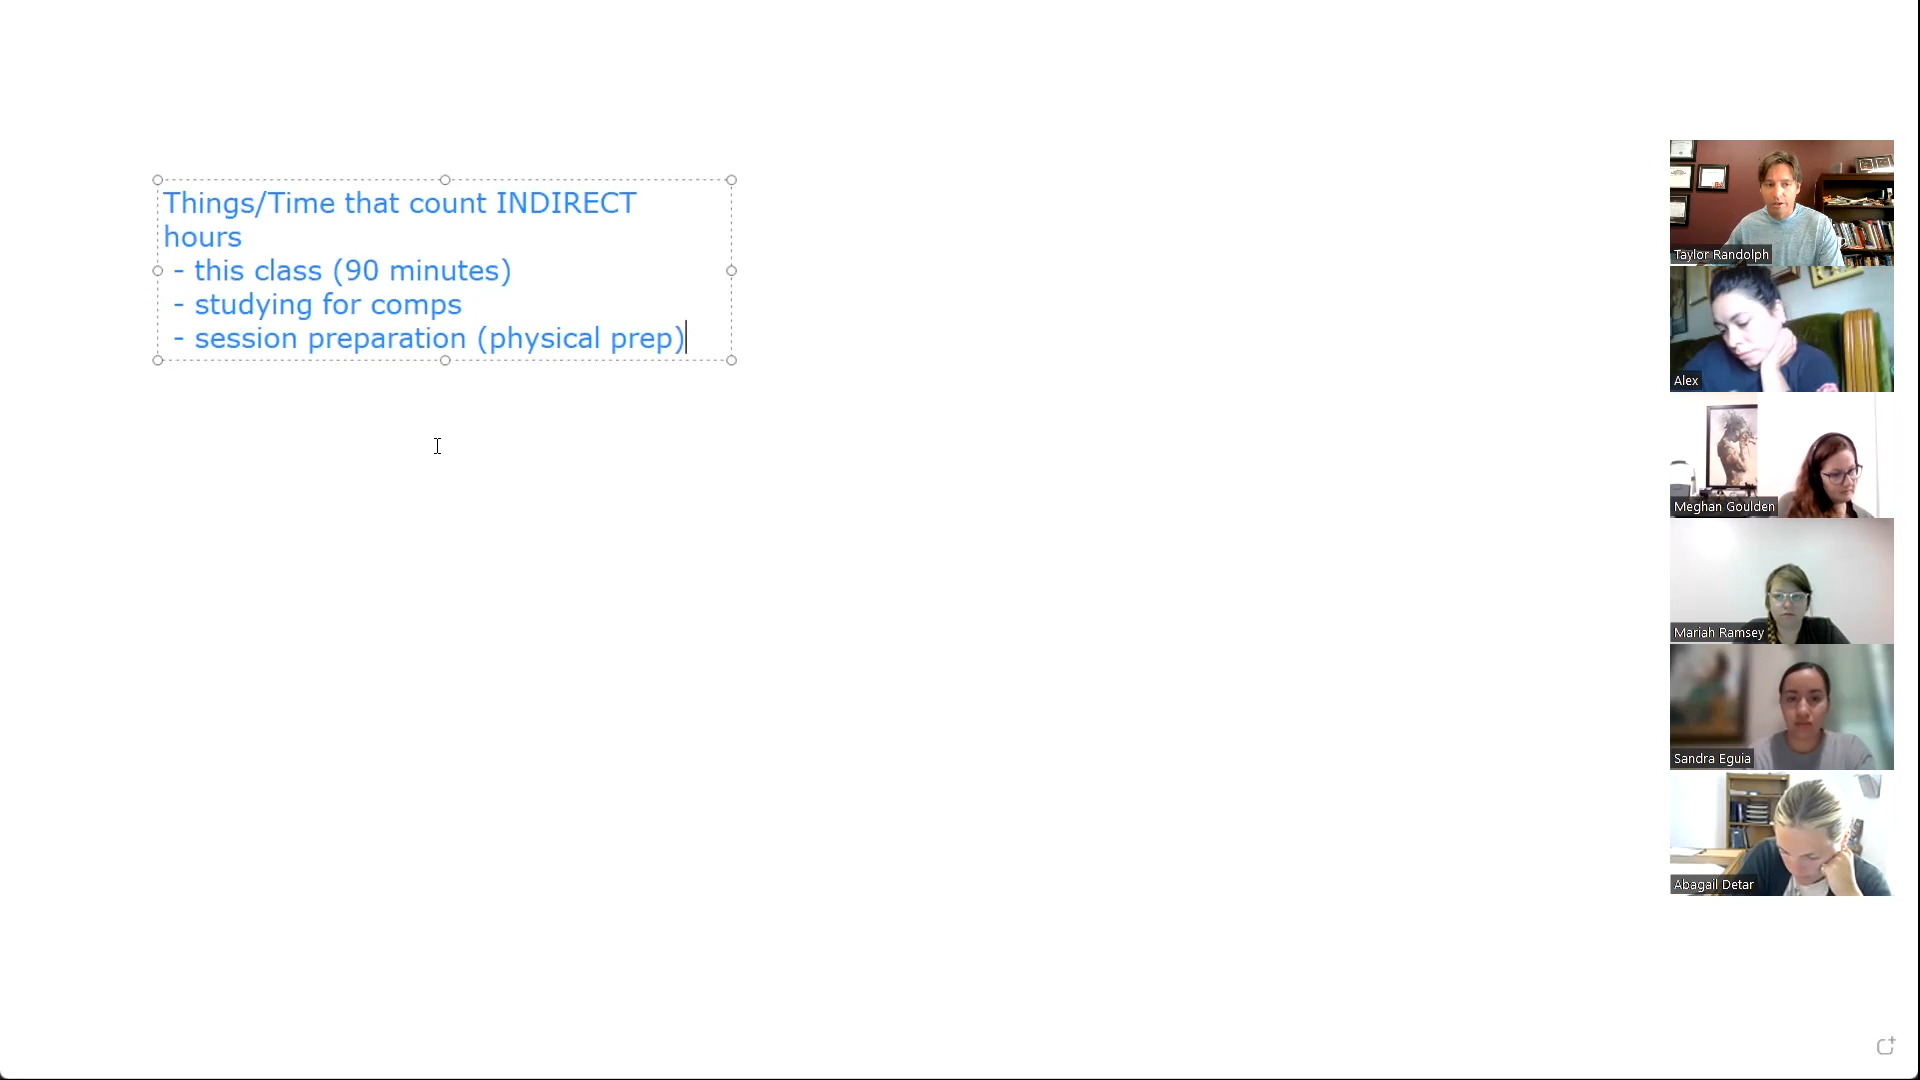 Things/Time that count INDIRECT
hours
- this class (90 minutes)
- studying for comps
- session preparation (physical prep)
Taylor Randolph
Alex
Meghan Goulden
Mariah Ramsey
Sandra Eguia
Abagail Detar